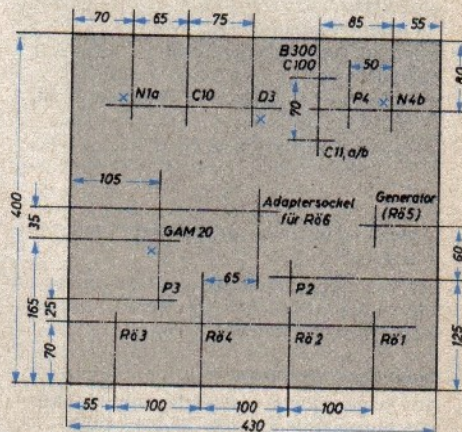 70 65 75 85 55
B300
C100
50
80
N1a C10 D3 70 P4 N4b
C11, a/b
105
400
35
Adaptersockel
für Rö6
Generator
(Rö5)
GAM 20
60
165
65
25
P3 P2
125
70
Rö3 Rö4 Rö2 Rö1
55 100 100 100
430